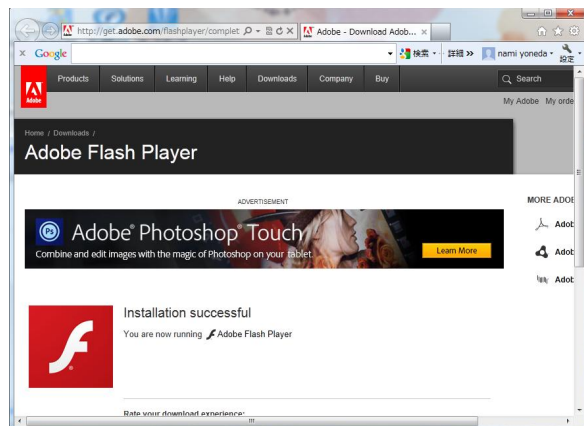 http://get.adobe.com/flashplayer/complet
Adobe - Download Adob...
Google
検索
詳細 »
nami yoneda
設定
Adobe
Products
Solutions
Learning
Help
Downloads
Company
Buy
Search
My Adobe My orde
Home / Downloads /
Adobe Flash Player
ADVERTISEMENT
MORE ADOB
Ps
Adobe® Photoshop® Touch
Combine and edit images with the magic of Photoshop on your tablet.
Learn More
Adob
Adob
Adob
Installation successful
You are now running Adobe Flash Player
Rate your download experience: